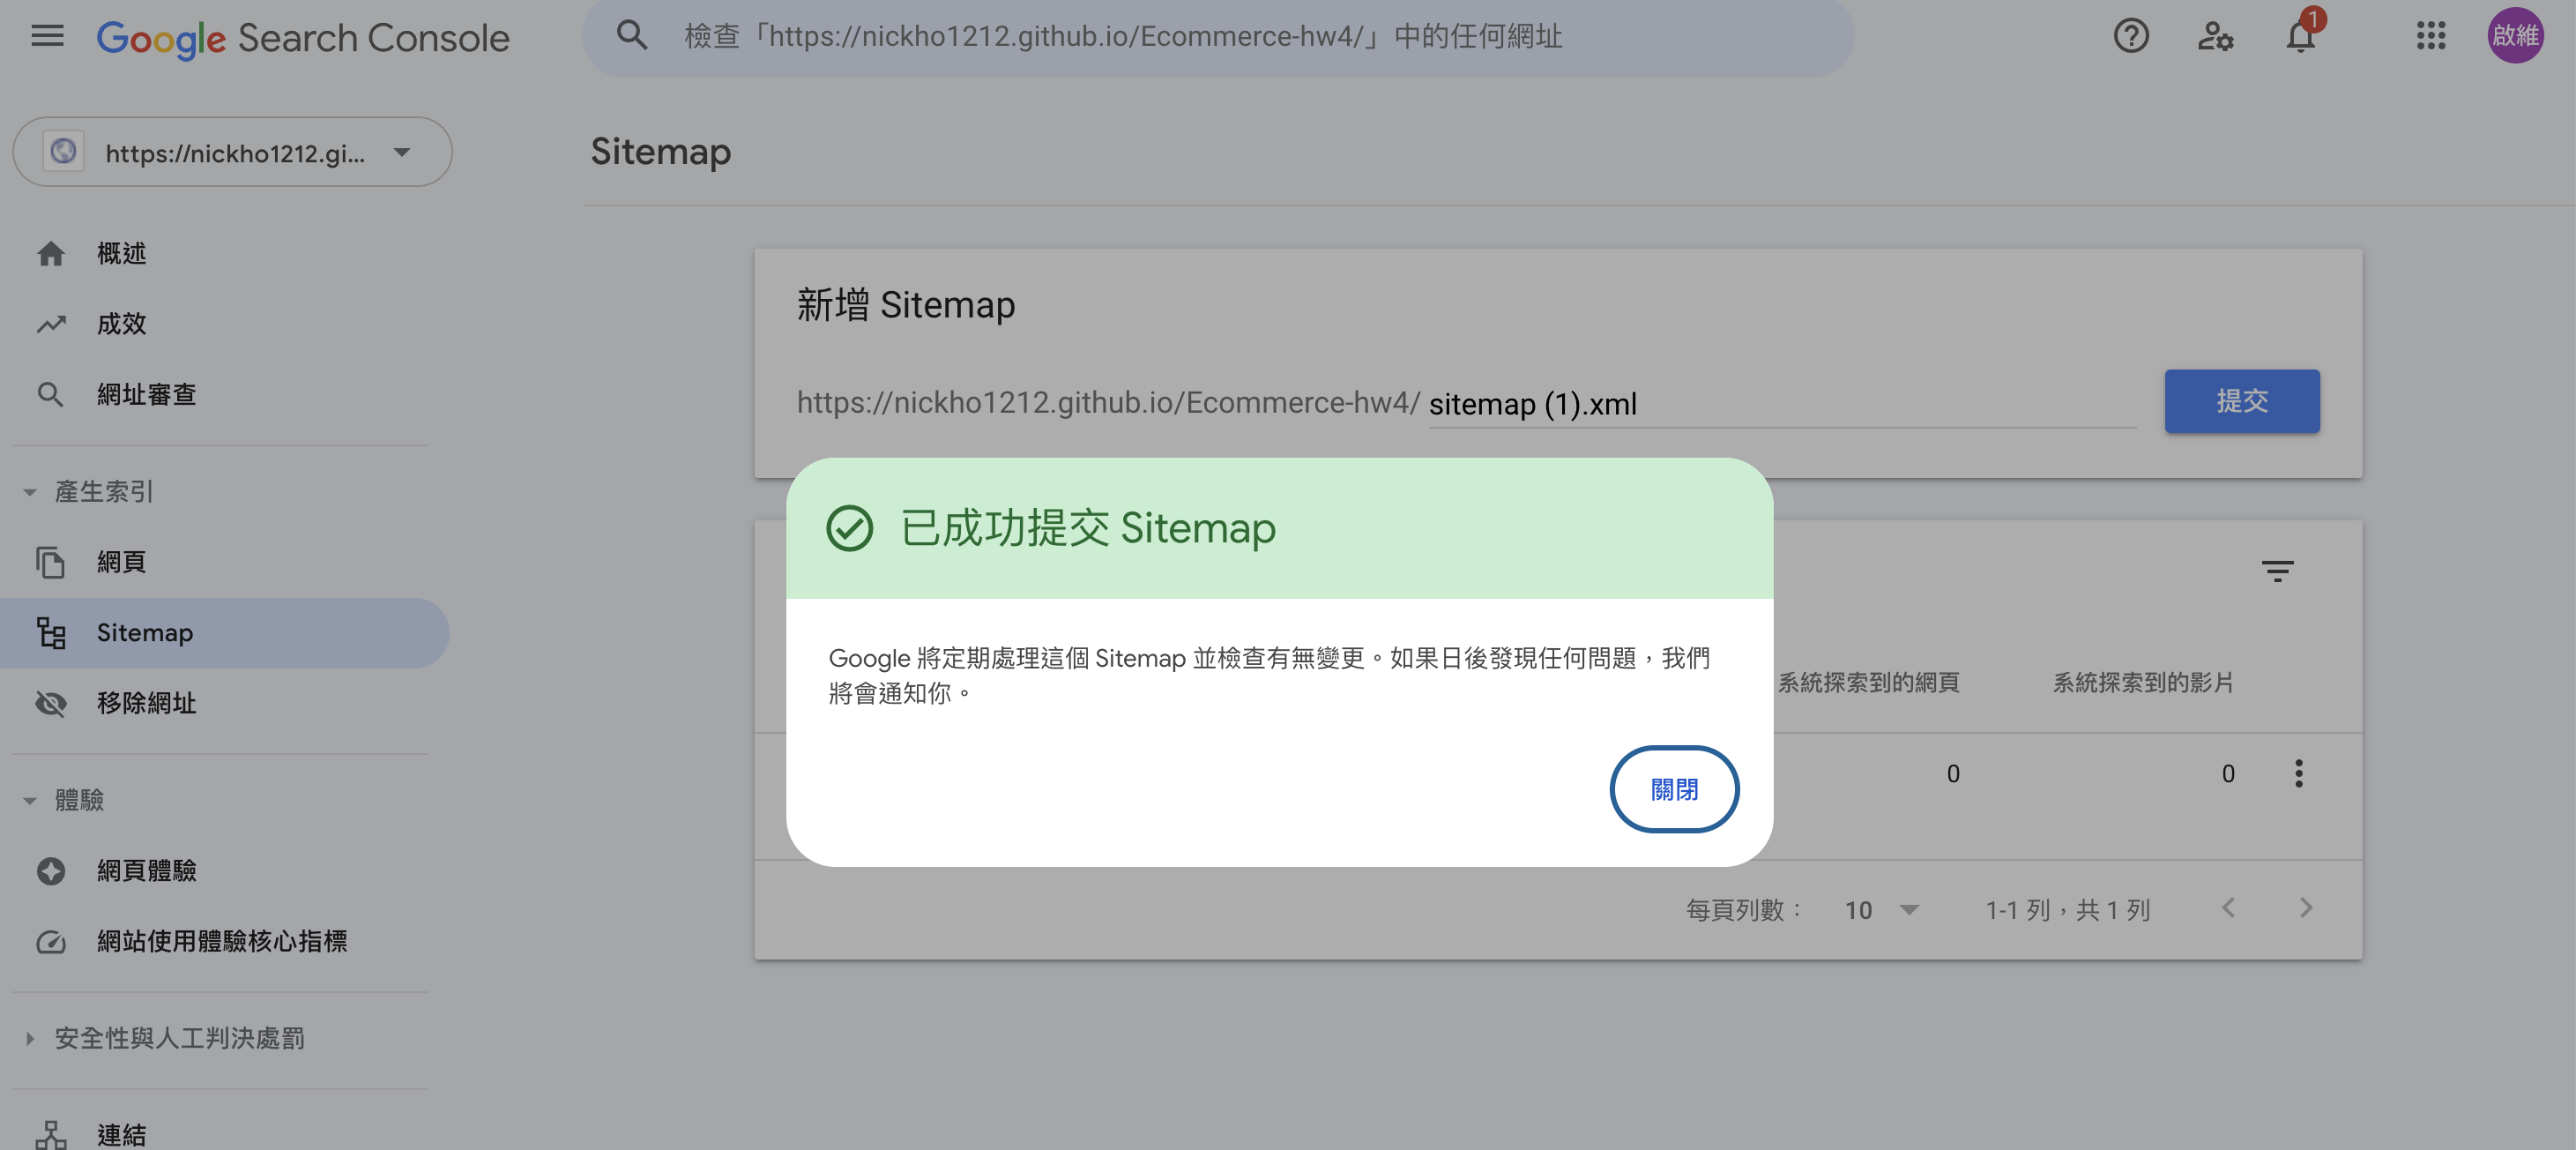 Google Search Console
檢查「https://nickho1212.github.io/Ecommerce-hw4/」中的任何網址
1
啟維
https://nickho1212.gi...
概述
成效
網址審查
產生索引
網頁
Sitemap
移除網址
體驗
網頁體驗
網站使用體驗核心指標
安全性與人工判決處罰
連結
Sitemap
新增 Sitemap
https://nickho1212.github.io/Ecommerce-hw4/ sitemap (1).xml
提交
已成功提交 Sitemap
Google 將定期處理這個 Sitemap 並檢查有無變更。如果日後發現任何問題，我們
將會通知你。
關閉
系統探索到的網頁 系統探索到的影片
0 0
每頁列數： 10 1-1 列，共 1 列